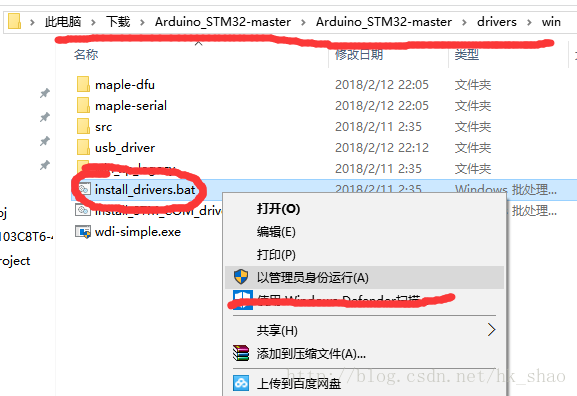 此电脑 > 下载 > Arduino_STM32-master > Arduino_STM32-master > drivers > win
名称 修改日期 类型
maple-dfu 2018/2/12 22:05 文件夹
maple-serial 2018/2/12 22:05 文件夹
src 2018/2/11 2:35 文件夹
usb_driver 2018/2/12 22:12 文件夹
2018/2/11 2:35 文件夹
install_drivers.bat 2018/2/11 2:35 Windows 批处理...
install_STM_COM_drive 批处理...
wdi-simple.exe
oj
103C8T6-4
roject
打开(O)
编辑(E)
打印(P)
以管理员身份运行(A)
使用 Windows Defender扫描
共享(H)
添加到压缩文件(A)...
上传到百度网盘
http://blog.csdn.net/hk_shao